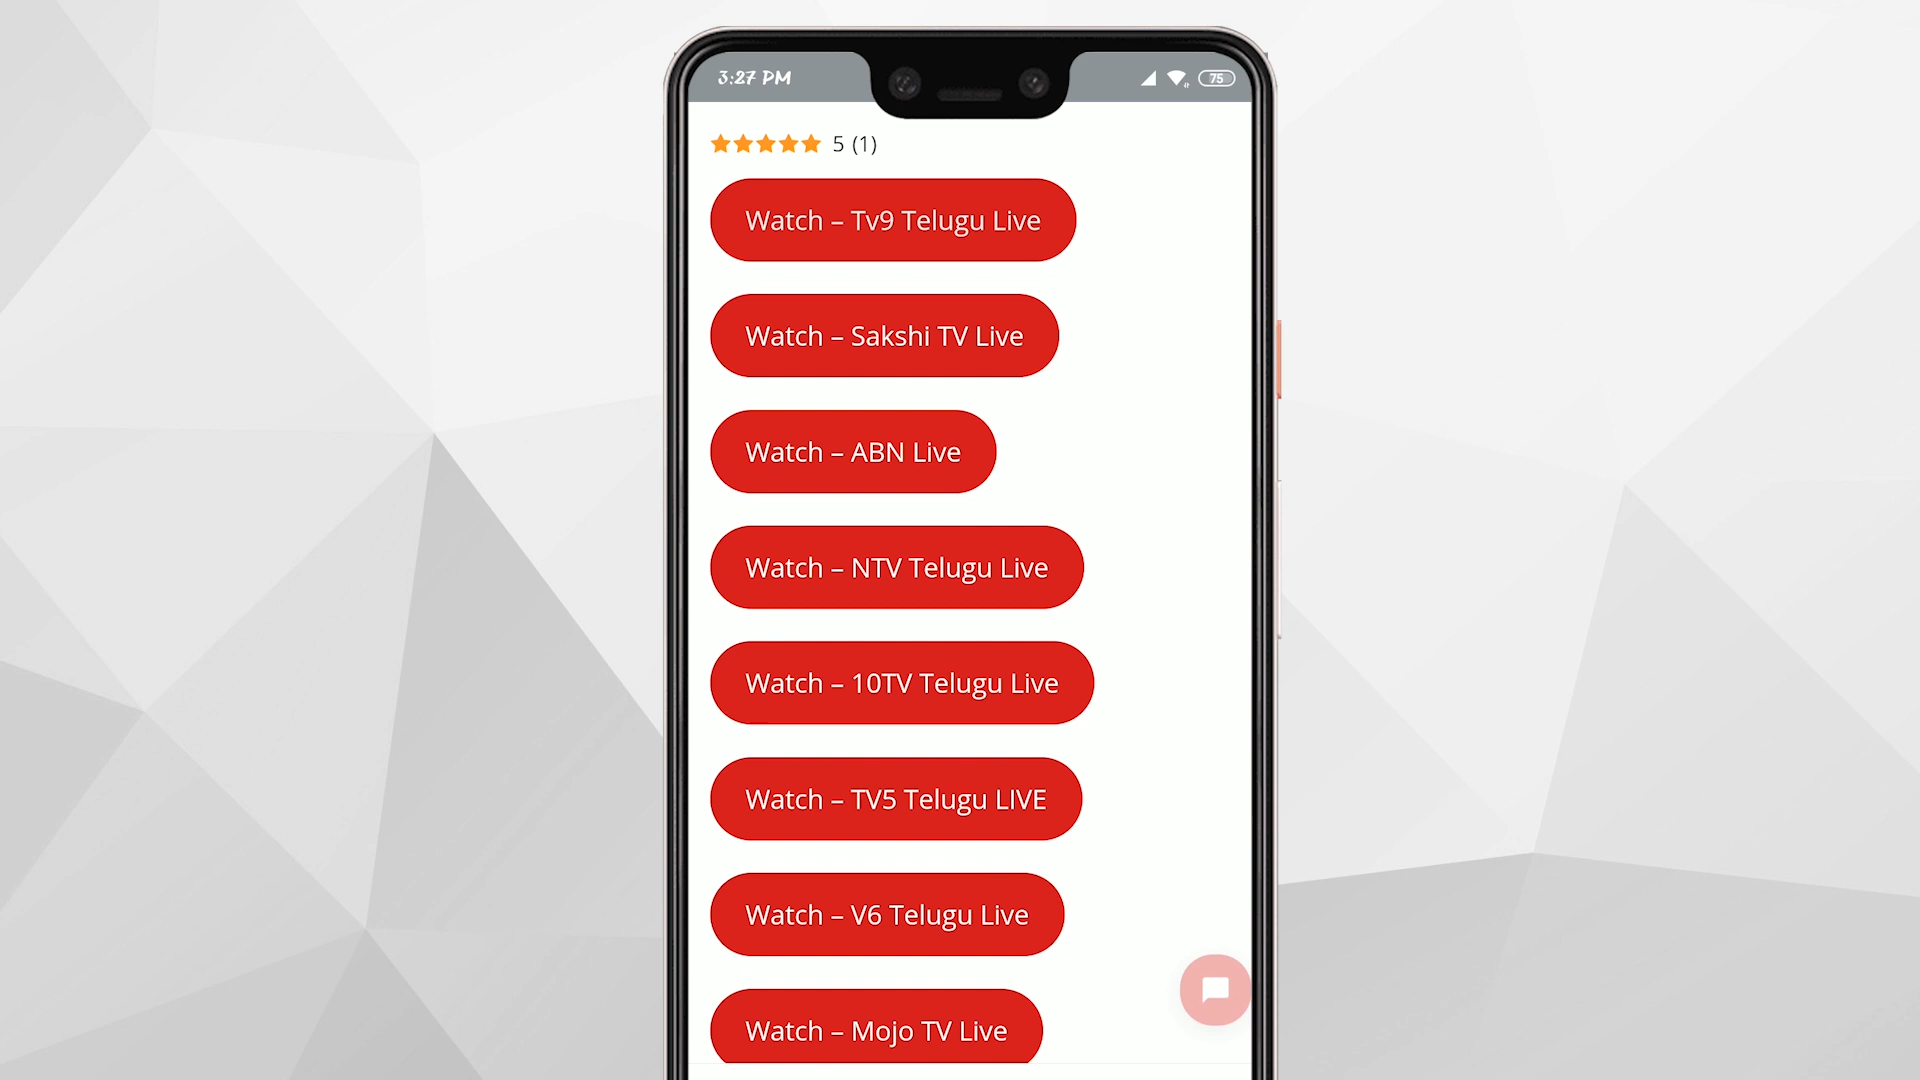 3:27 PM
75
5 (1)
Watch – Tv9 Telugu Live
Watch – Sakshi TV Live
Watch – ABN Live
Watch – NTV Telugu Live
Watch – 10TV Telugu Live
Watch – TV5 Telugu LIVE
Watch – V6 Telugu Live
Watch – Mojo TV Live